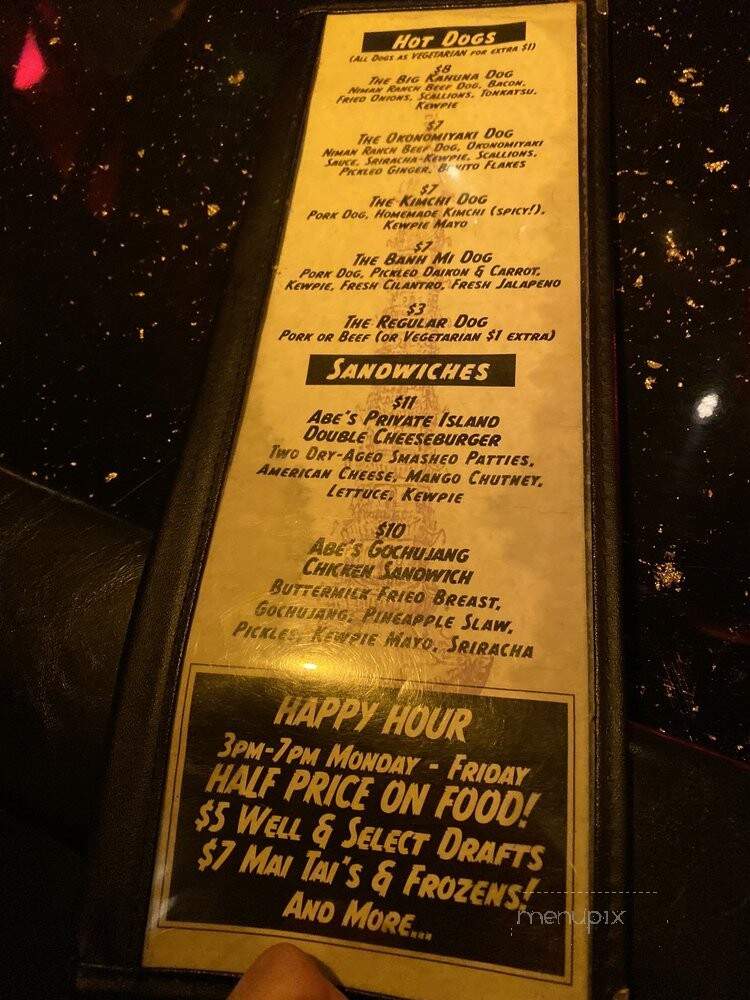 HOT DOGS
(ALL DOGS AS VEGETARIAN FOR EXTRA $1)
$8
THE BIG KAHUNA DOG
NIMAN RANCH BEEF DOG, BACON,
FRIED ONIONS, SCALLIONS, TONKATSU,
KEWPIE
$7
THE OKONOMIYAKI DOG
NIMAN RANCH BEEF DOG, OKONOMIYAKI
SAUCE, SRIRACHA-KEWPIE, SCALLIONS,
PICKLED GINGER, BONITO FLAKES
$7
THE KIMCHI DOG
PORK DOG, HOMEMADE KIMCHI (SPICY!),
KEWPIE MAYO
$7
THE BANH MI DOG
PORK DOG, PICKLED DAIKON & CARROT,
KEWPIE, FRESH CILANTRO, FRESH JALAPENO
$3
THE REGULAR DOG
PORK OR BEEF (OR VEGETARIAN $1 EXTRA)
SANDWICHES
$11
ABE'S PRIVATE ISLAND
DOUBLE CHEESEBURGER
TWO DRY-AGED SMASHED PATTIES,
AMERICAN CHEESE, MANGO CHUTNEY,
LETTUCE, KEWPIE
$10
ABE'S GOCHUJANG
CHICKEN SANDWICH
BUTTERMILK FRIED BREAST,
GOCHUJANG, PINEAPPLE SLAW,
PICKLES, KEWPIE MAYO, SRIRACHA
HAPPY HOUR
3PM-7PM MONDAY - FRIDAY
HALF PRICE ON FOOD!
$5 WELL & SELECT DRAFTS
$7 MAI TAI'S & FROZENS!
AND MORE...
menupix